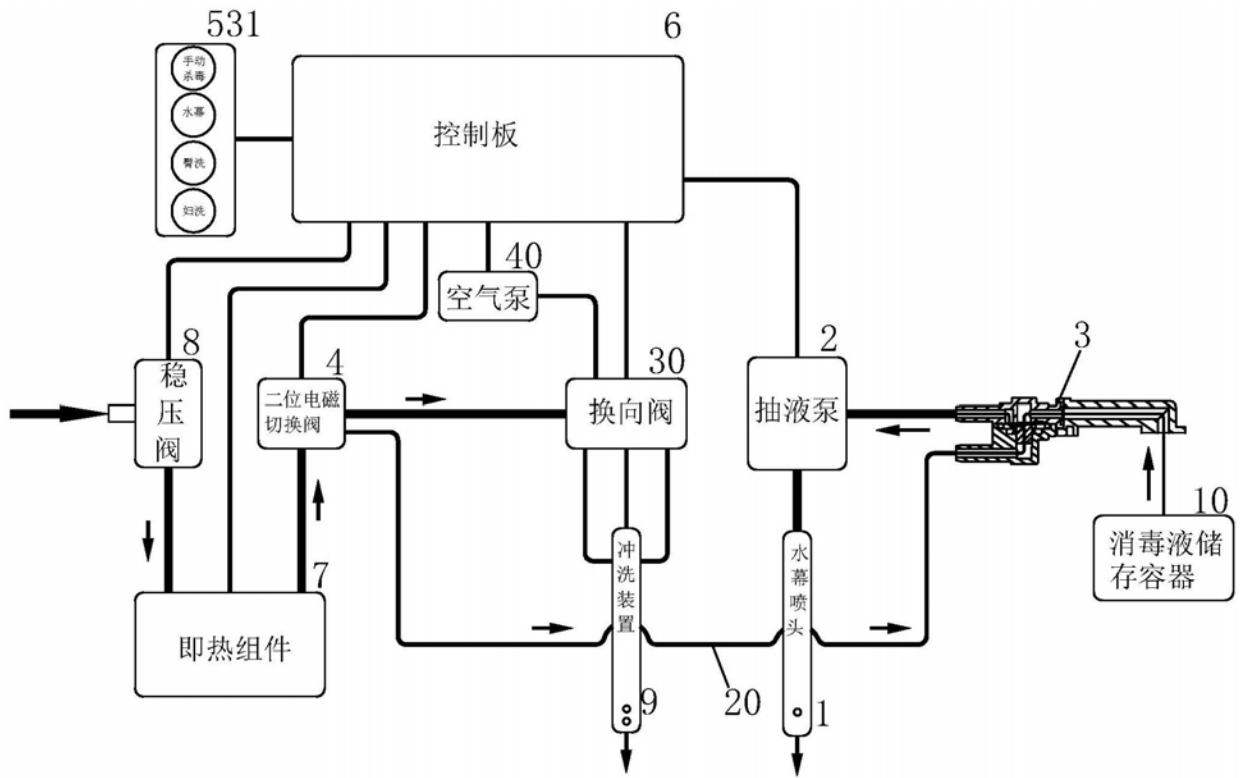 531
手动
杀毒
水幕
臀洗
妇洗
6
控制板
40
空气泵
8
稳
压
阀
4
二位电磁
切换阀
30
换向阀
2
抽液泵
3
10
消毒液储
存容器
7
即热组件
冲
洗
装
置
9
水
幕
喷
头
1
20